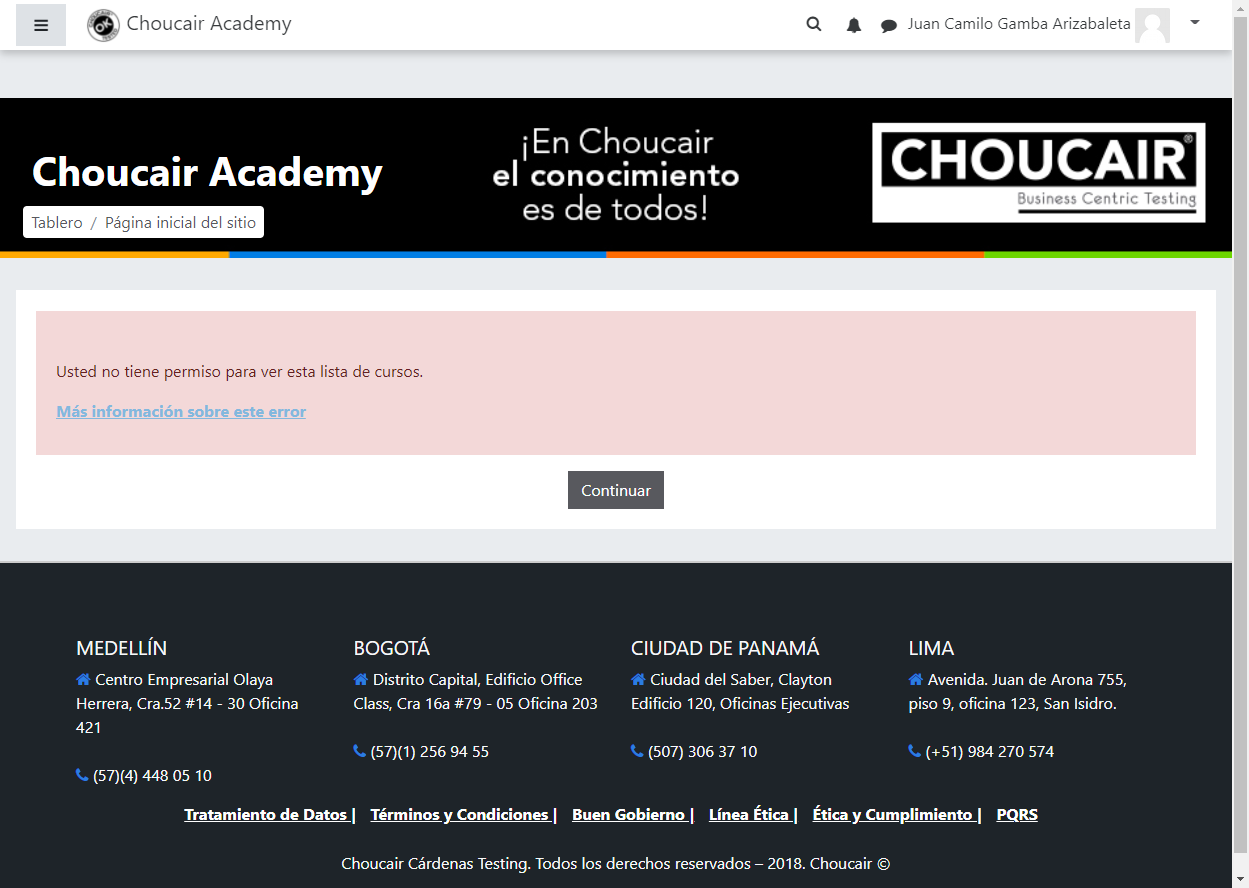 Choucair Academy
Juan Camilo Gamba Arizabaleta
Choucair Academy
Tablero / Página inicial del sitio
¡En Choucair
el conocimiento
es de todos!
CHOUCAIR®
Business Centric Testing
Usted no tiene permiso para ver esta lista de cursos.
Más información sobre este error
Continuar
MEDELLÍN
Centro Empresarial Olaya
Herrera, Cra.52 #14 - 30 Oficina
421
(57)(4) 448 05 10
BOGOTÁ
Distrito Capital, Edificio Office
Class, Cra 16a #79 - 05 Oficina 203
(57)(1) 256 94 55
CIUDAD DE PANAMÁ
Ciudad del Saber, Clayton
Edificio 120, Oficinas Ejecutivas
(507) 306 37 10
LIMA
Avenida. Juan de Arona 755,
piso 9, oficina 123, San Isidro.
(+51) 984 270 574
Tratamiento de Datos | Términos y Condiciones | Buen Gobierno | Línea Ética | Ética y Cumplimiento | PQRS
Choucair Cárdenas Testing. Todos los derechos reservados – 2018. Choucair ©